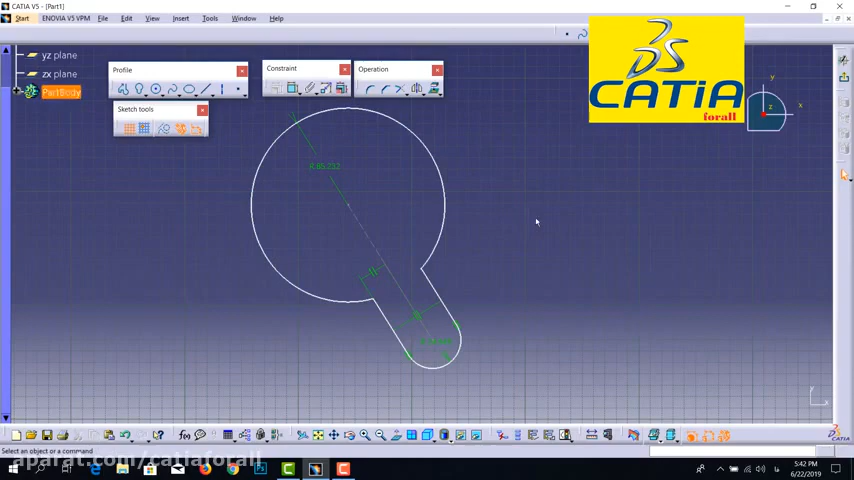 CATIA V5 - [Part1]
Start ENOVIA V5 VPM File Edit View Insert Tools Window Help
yz plane
zx plane
PartBody
Profile
Constraint
Operation
Sketch tools
R 85.232
CATIA
forall
y
x
z
Select an object or a command
aparat.com/catiaforall
5:42 PM
6/22/2019